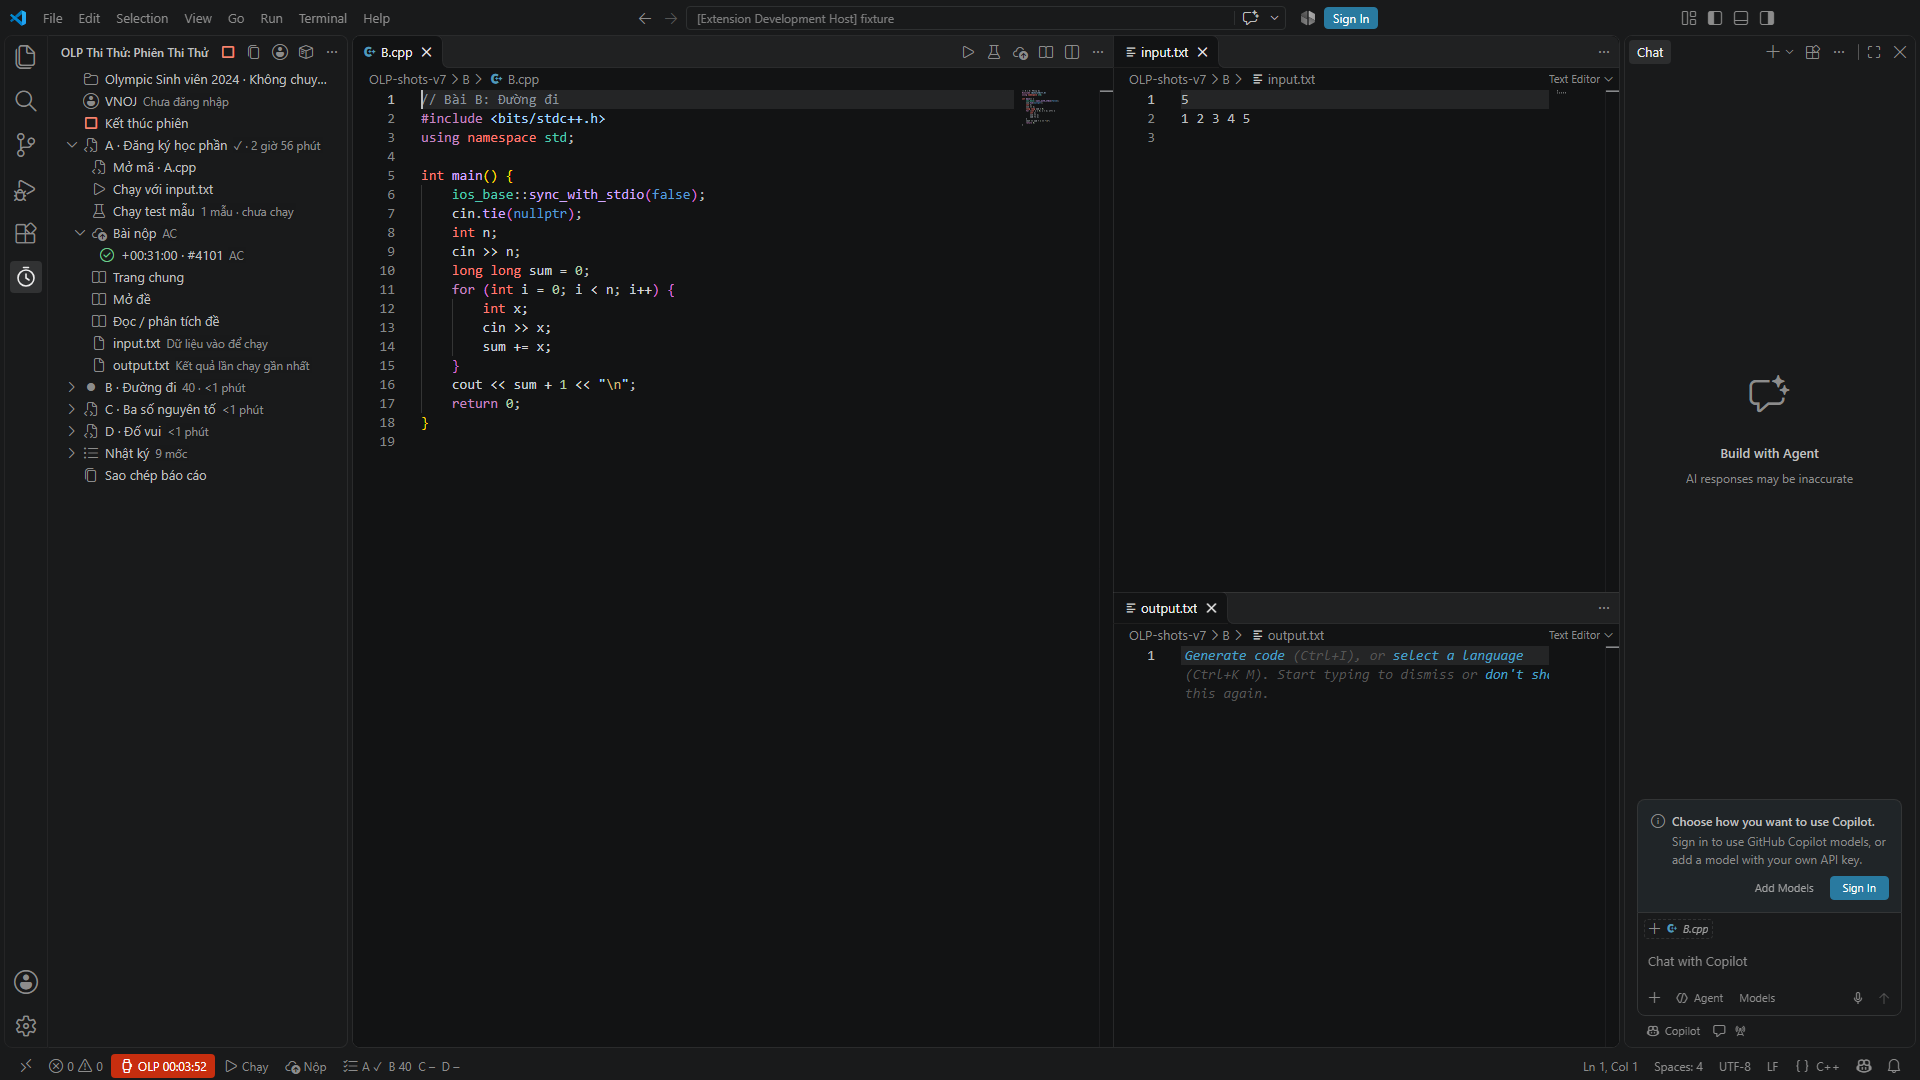 File Edit Selection View Go Run Terminal Help
[Extension Development Host] fixture
Sign In
OLP Thi Thử: Phiên Thi Thử
Olympic Sinh viên 2024 · Không chuy...
VNOJ Chưa đăng nhập
Kết thúc phiên
A · Đăng ký học phần ✓ · 2 giờ 56 phút
Mở mã · A.cpp
Chạy với input.txt
Chạy test mẫu 1 mẫu · chưa chạy
Bài nộp AC
+00:31:00 · #4101 AC
Trang chung
Mở đề
Đọc / phân tích đề
input.txt Dữ liệu vào để chạy
output.txt Kết quả lần chạy gần nhất
B · Đường đi 40 · <1 phút
C · Ba số nguyên tố <1 phút
D · Đố vui <1 phút
Nhật ký 9 mốc
Sao chép báo cáo
B.cpp
OLP-shots-v7 > B > B.cpp
1 // Bài B: Đường đi
2 #include <bits/stdc++.h>
3 using namespace std;
4
5 int main() {
6 ios_base::sync_with_stdio(false);
7 cin.tie(nullptr);
8 int n;
9 cin >> n;
10 long long sum = 0;
11 for (int i = 0; i < n; i++) {
12 int x;
13 cin >> x;
14 sum += x;
15 }
16 cout << sum + 1 << "\n";
17 return 0;
18 }
19
input.txt
OLP-shots-v7 > B > input.txt
Text Editor
1 5
2 1 2 3 4 5
3
output.txt
OLP-shots-v7 > B > output.txt
Text Editor
1 Generate code (Ctrl+I), or select a language
(Ctrl+K M). Start typing to dismiss or don't sho
this again.
Chat
Build with Agent
AI responses may be inaccurate
Choose how you want to use Copilot.
Sign in to use GitHub Copilot models, or
add a model with your own API key.
Add Models
Sign In
B.cpp
Chat with Copilot
Agent Models
Copilot
0 0 OLP 00:03:52 Chạy Nộp A ✓ B 40 C – D –
Ln 1, Col 1 Spaces: 4 UTF-8 LF { } C++